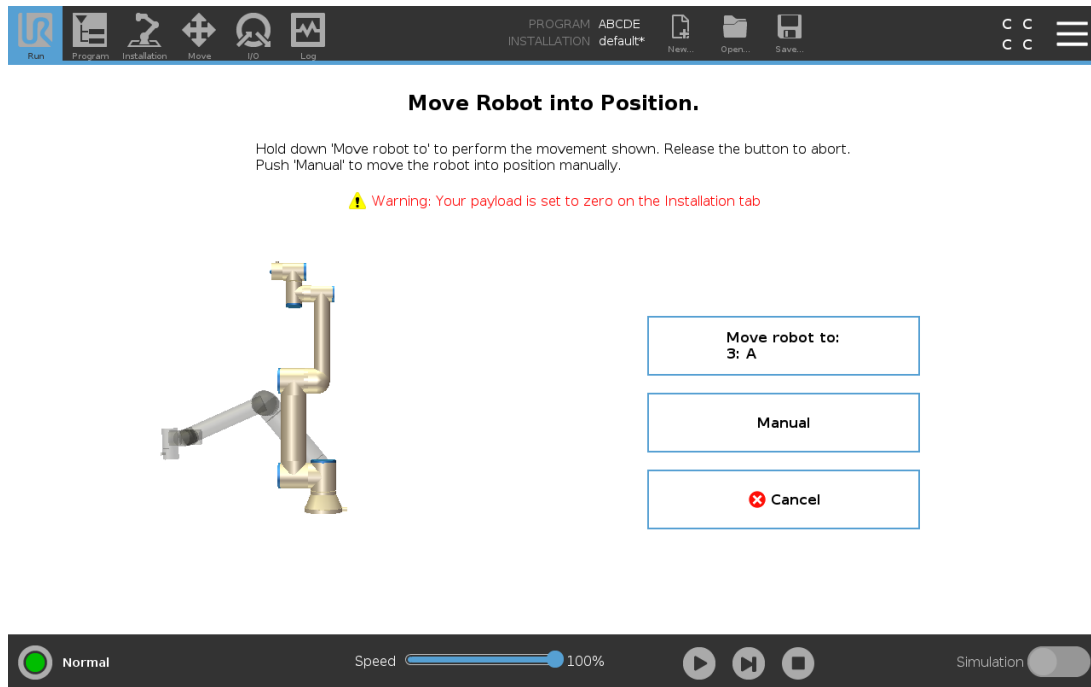 UR
Run
Program
Installation
Move
I/O
Log
PROGRAM ABCDE
INSTALLATION default*
New...
Open...
Save...
C C
C C
Move Robot into Position.
Hold down 'Move robot to' to perform the movement shown. Release the button to abort.
Push 'Manual' to move the robot into position manually.
Warning: Your payload is set to zero on the Installation tab
Move robot to:
3: A
Manual
Cancel
Normal
Speed 100%
Simulation